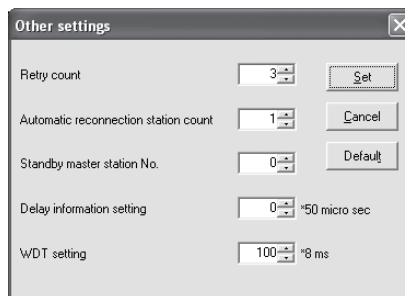 Other settings
Retry count 3 Set
Automatic reconnection station count 1 Cancel
Standby master station No. 0 Default
Delay information setting 0 *50 micro sec
WDT setting 100 *8 ms